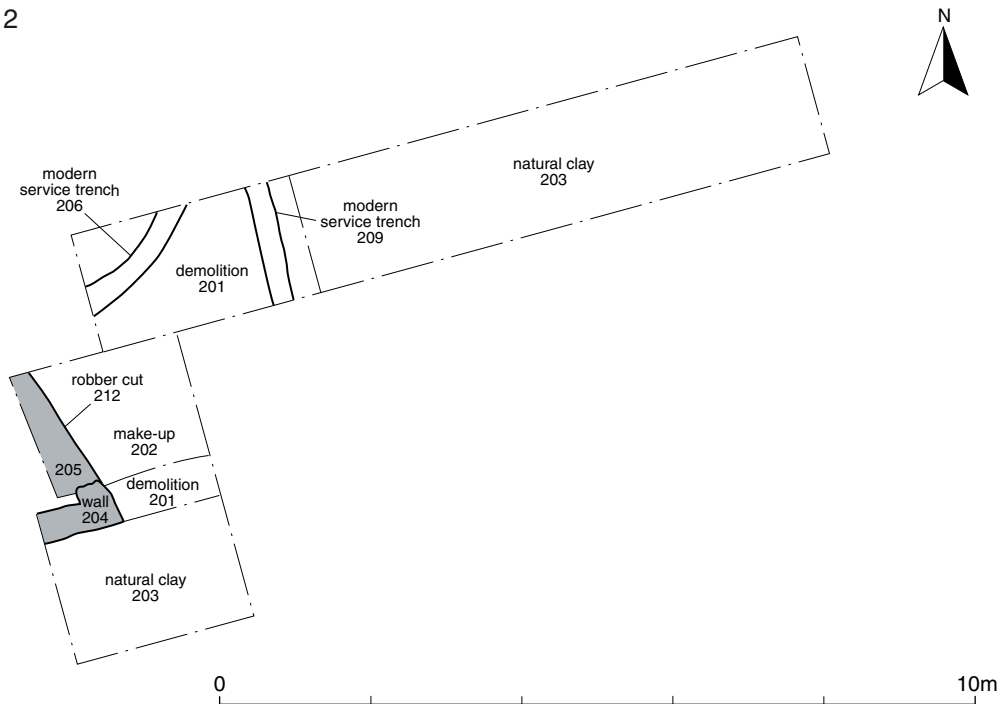 2
N
natural clay
203
modern
service trench
206
modern
service trench
209
demolition
201
robber cut
212
make-up
202
205
demolition
201
wall
204
natural clay
203
0
10m